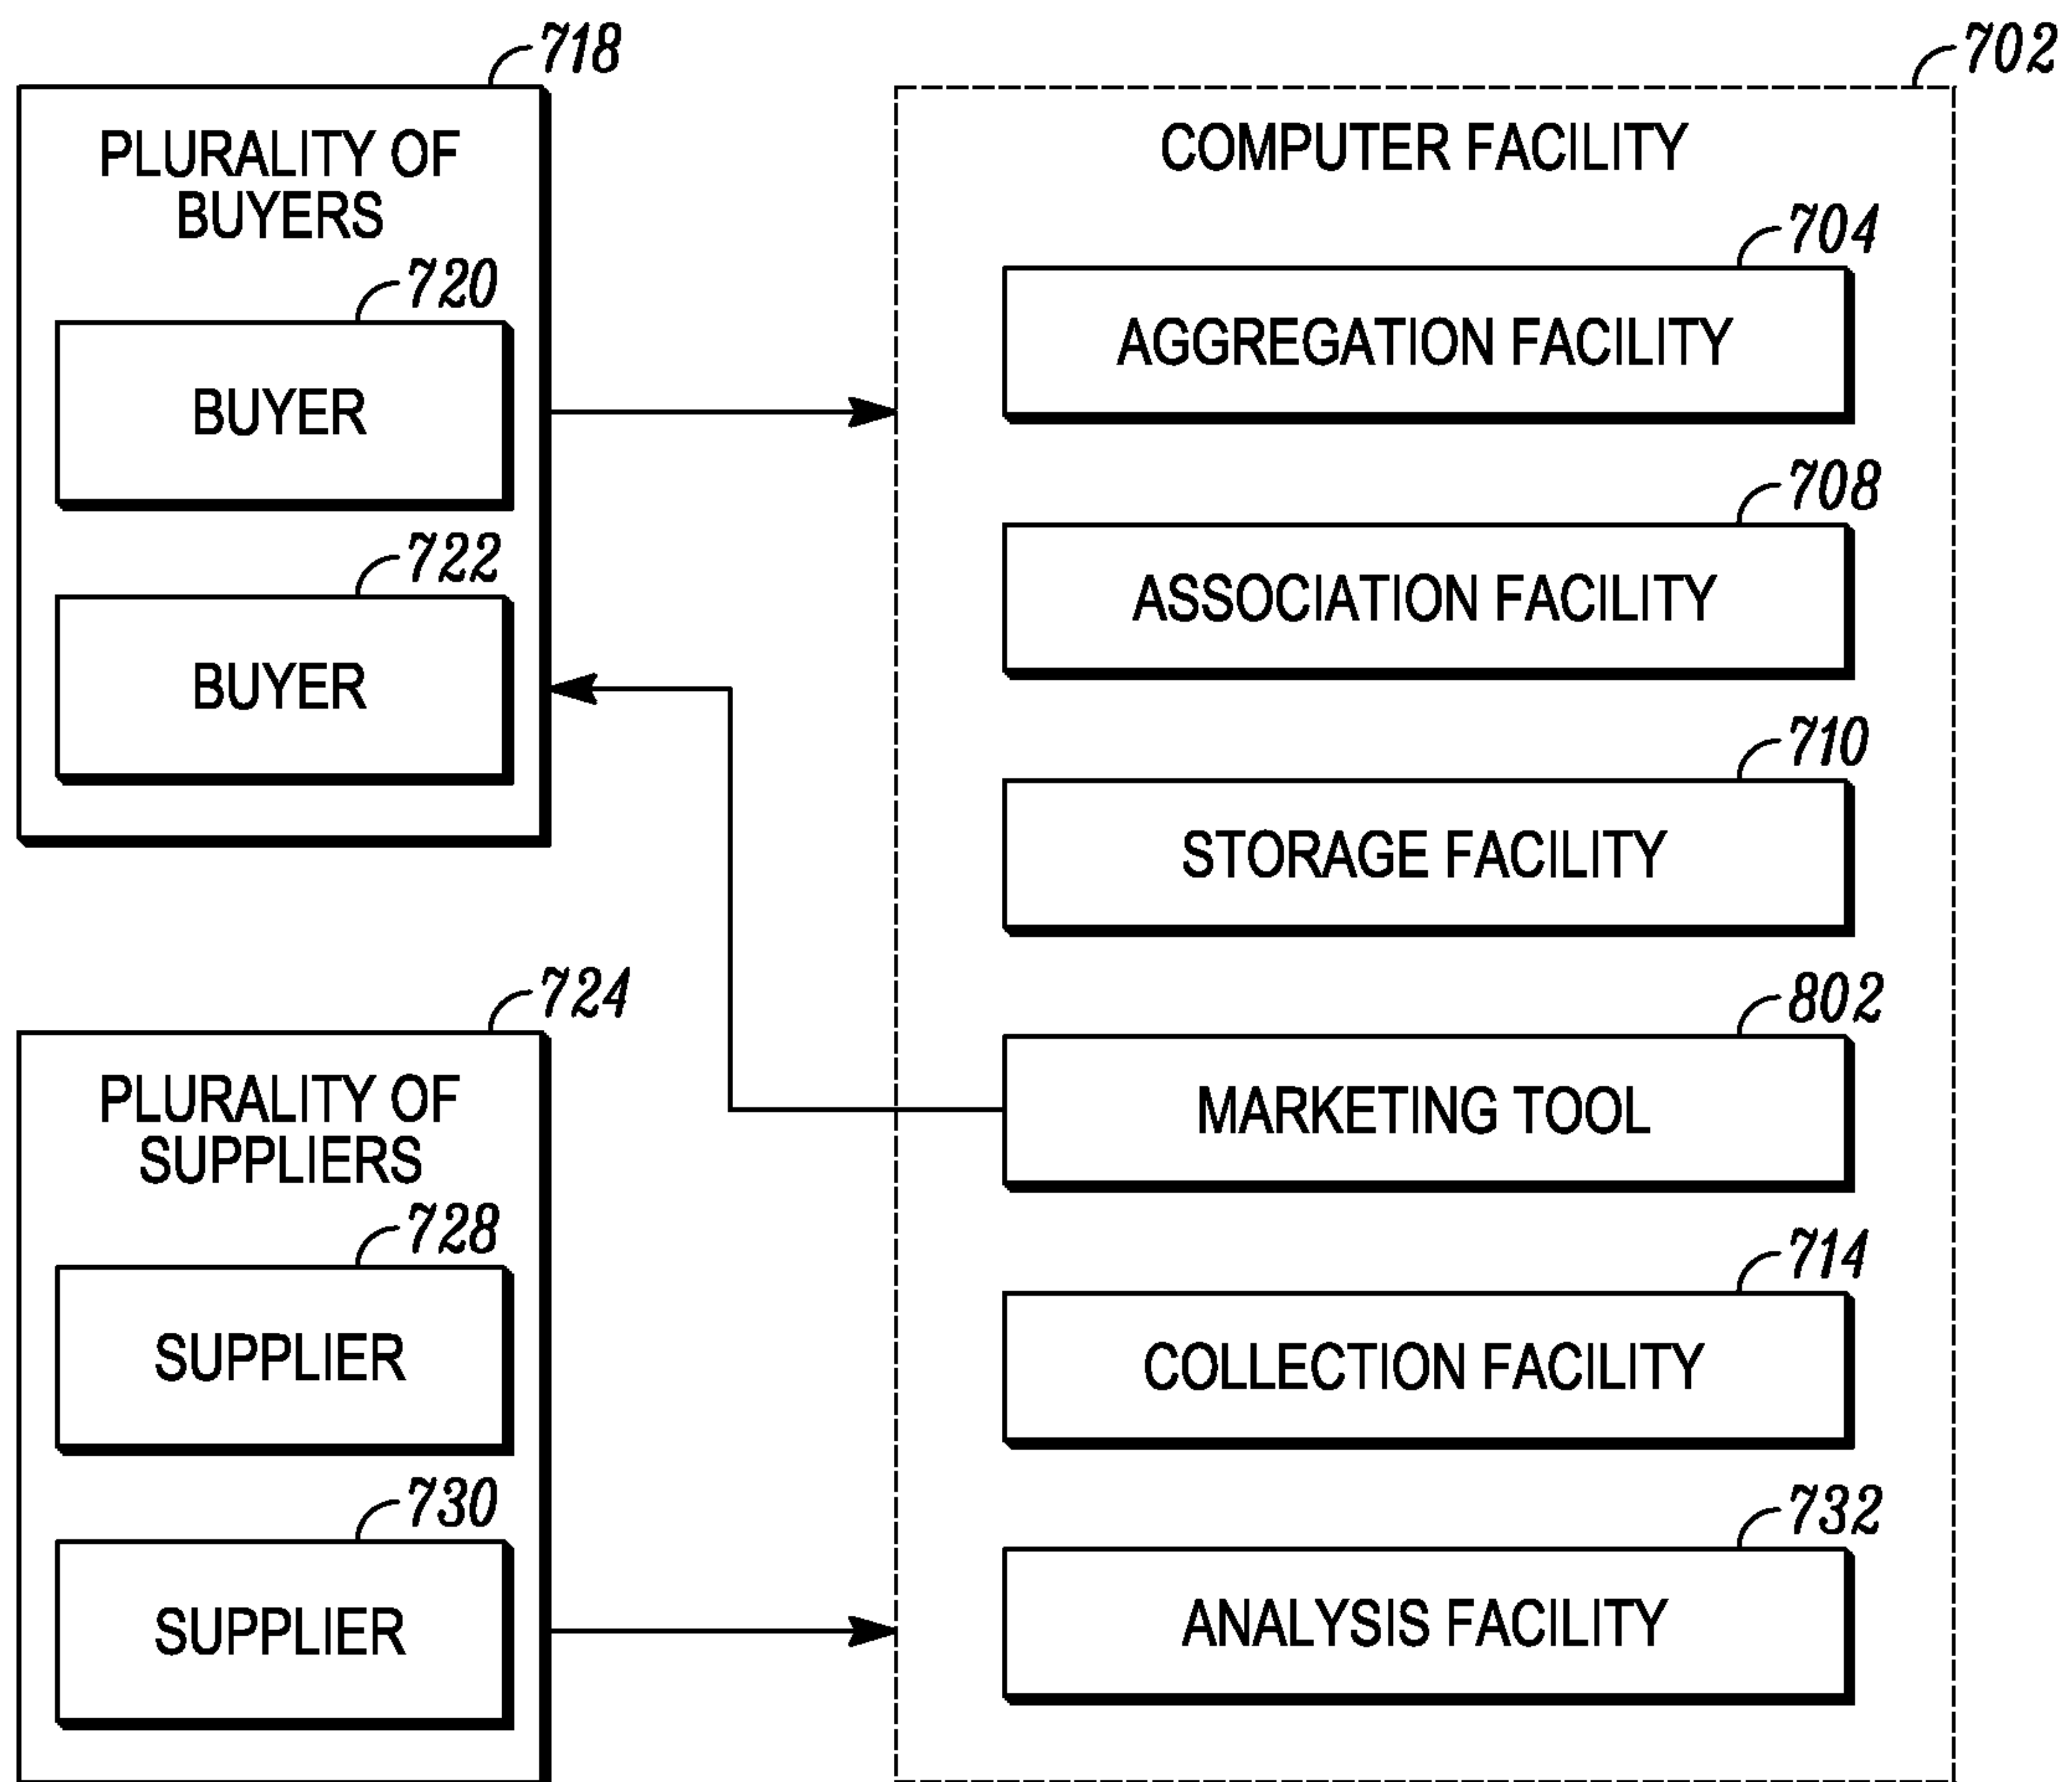 718
PLURALITY OF
BUYERS
720
BUYER
722
BUYER
724
PLURALITY OF
SUPPLIERS
728
SUPPLIER
730
SUPPLIER
702
COMPUTER FACILITY
704
AGGREGATION FACILITY
708
ASSOCIATION FACILITY
710
STORAGE FACILITY
802
MARKETING TOOL
714
COLLECTION FACILITY
732
ANALYSIS FACILITY